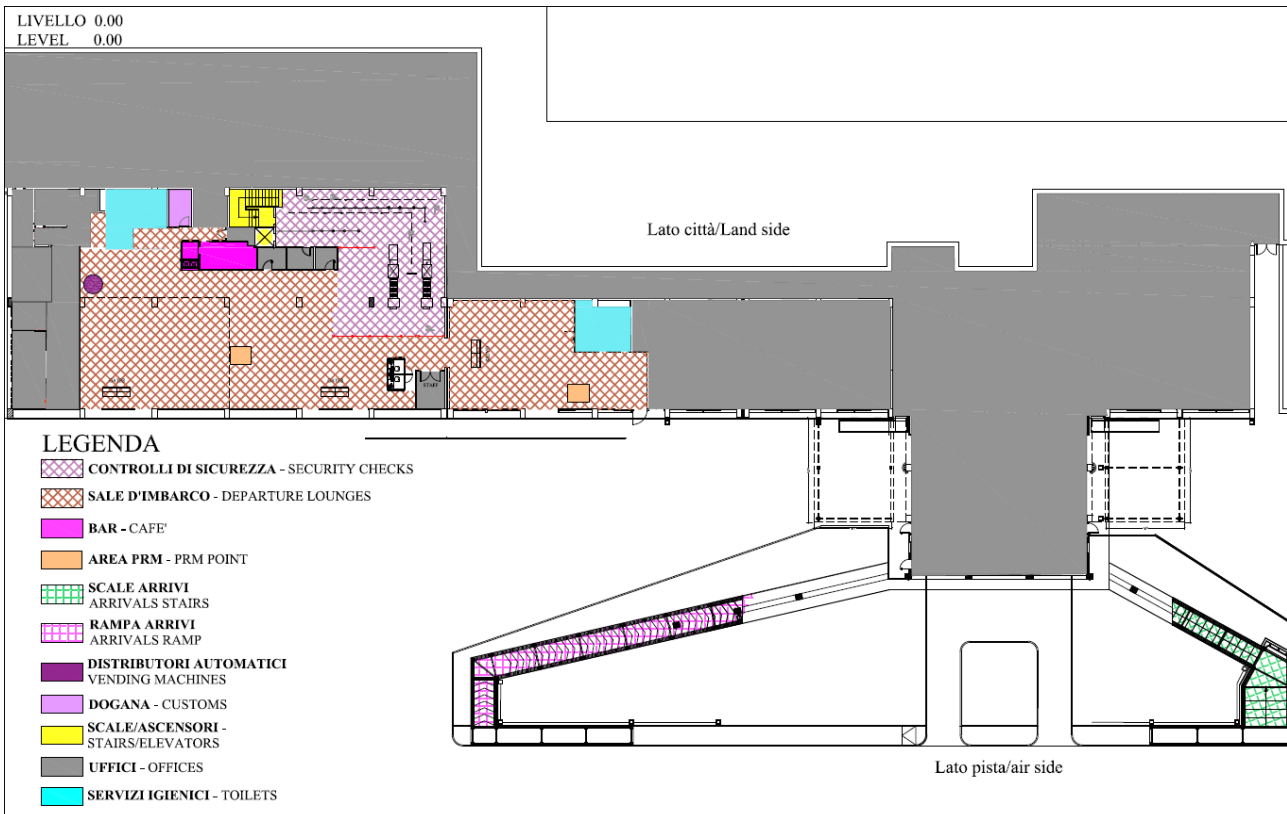 LIVELLO 0.00
LEVEL 0.00
Lato città/Land side
STAFF
LEGENDA
CONTROLLI DI SICUREZZA - SECURITY CHECKS
SALE D'IMBARCO - DEPARTURE LOUNGES
BAR - CAFE'
AREA PRM - PRM POINT
SCALE ARRIVI
ARRIVALS STAIRS
RAMPA ARRIVI
ARRIVALS RAMP
DISTRIBUTORI AUTOMATICI
VENDING MACHINES
DOGANA - CUSTOMS
SCALE/ASCENSORI -
STAIRS/ELEVATORS
UFFICI - OFFICES
SERVIZI IGIENICI - TOILETS
Lato pista/air side